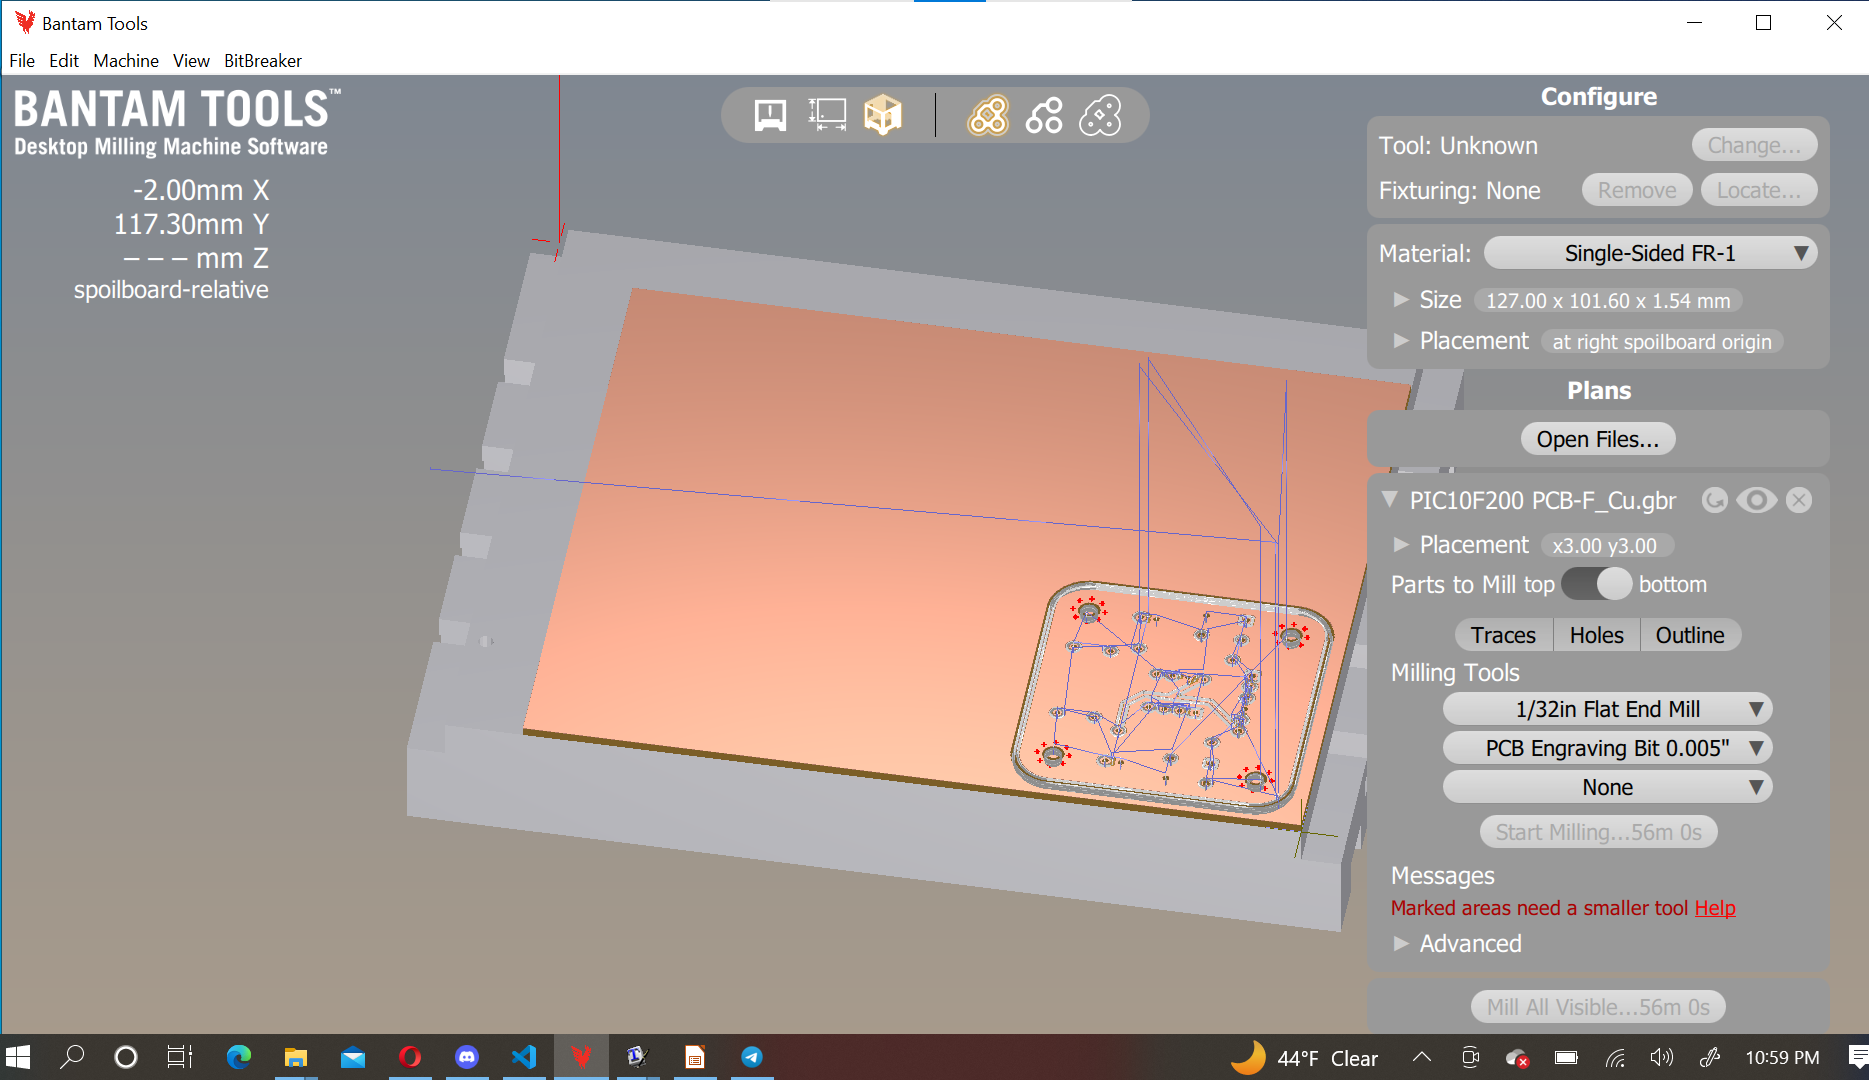 Bantam Tools
File Edit Machine View BitBreaker
BANTAM TOOLS™
Desktop Milling Machine Software
-2.00mm X
117.30mm Y
– – – mm Z
spoilboard-relative
Configure
Tool: Unknown Change...
Fixturing: None Remove Locate...
Material: Single-Sided FR-1
Size 127.00 x 101.60 x 1.54 mm
Placement at right spoilboard origin
Plans
Open Files...
PIC10F200 PCB-F_Cu.gbr
Placement x3.00 y3.00
Parts to Mill top bottom
Traces Holes Outline
Milling Tools
1/32in Flat End Mill
PCB Engraving Bit 0.005"
None
Start Milling...56m 0s
Messages
Marked areas need a smaller tool Help
Advanced
Mill All Visible...56m 0s
44°F Clear 10:59 PM